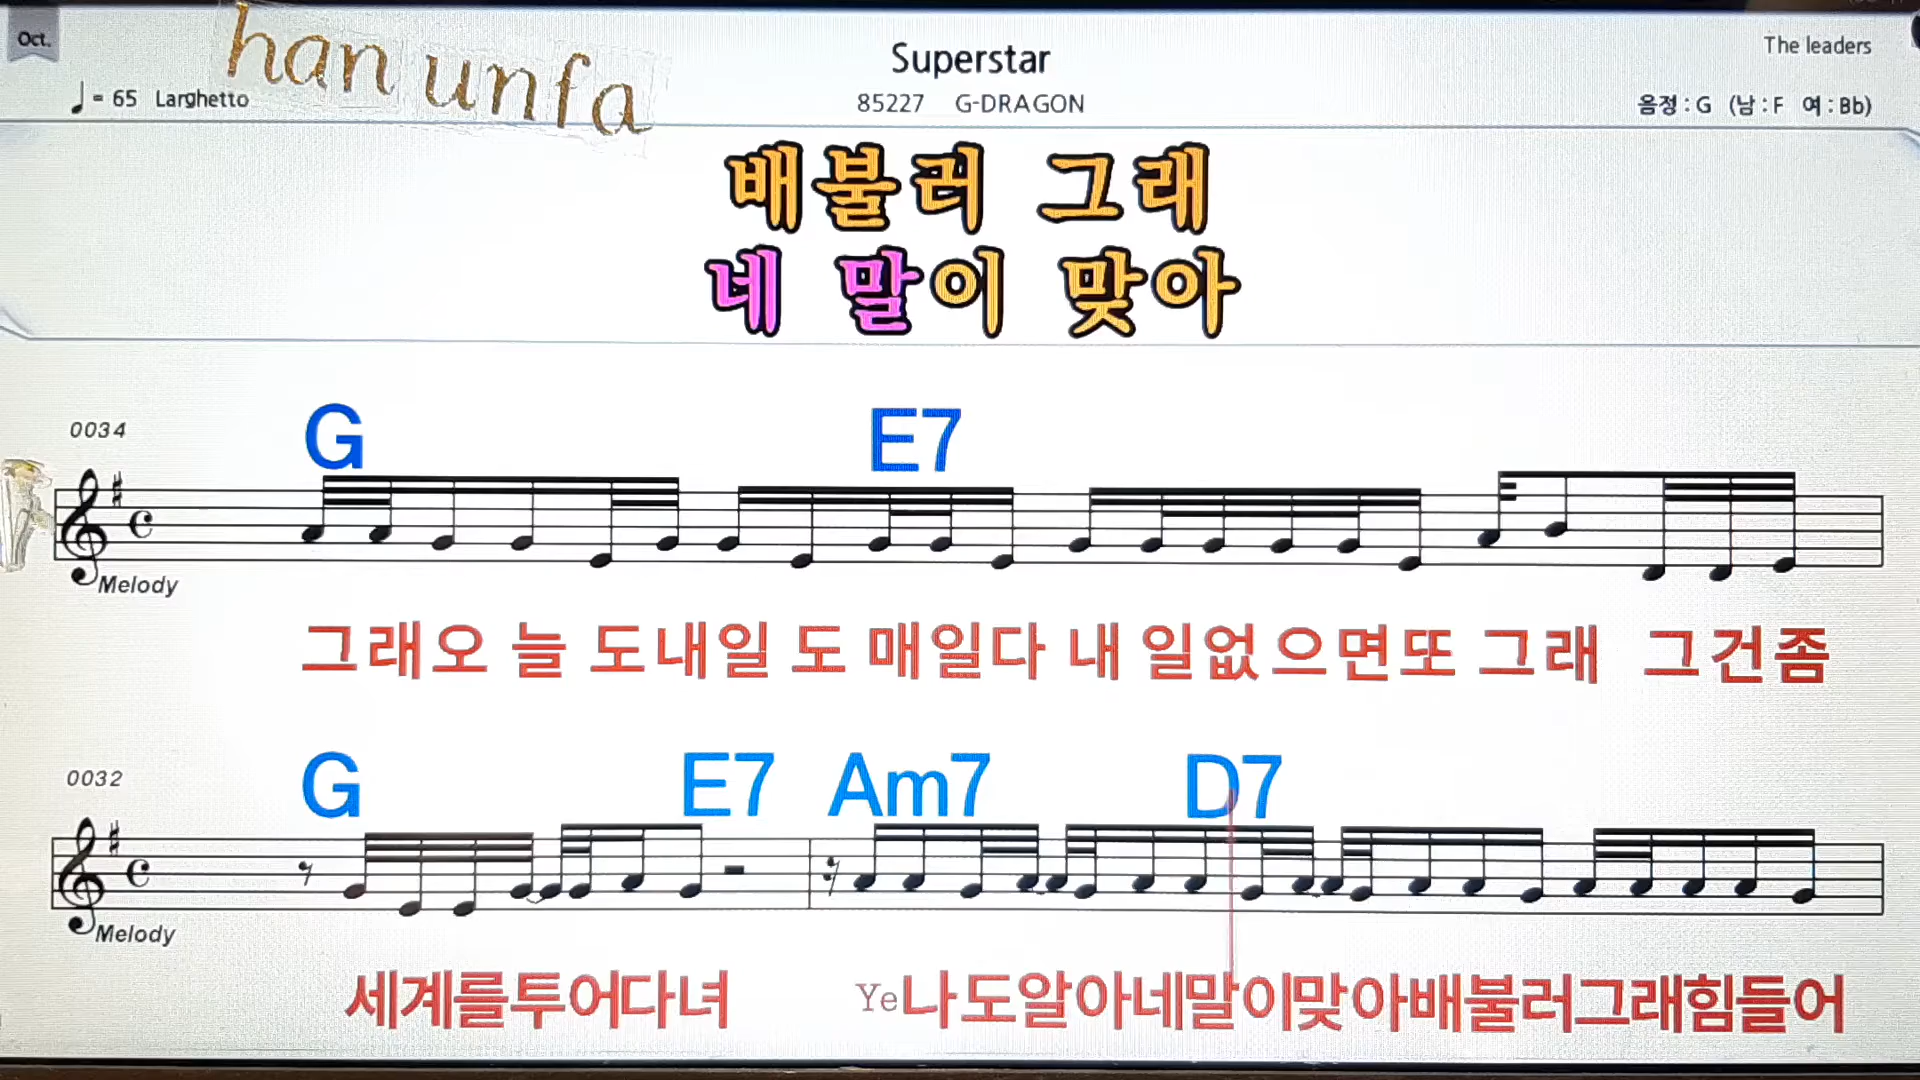 Oct.
han unfa
Superstar
The leaders
= 65 Larghetto
85227 G-DRAGON
음정 : G (남 : F 여 : Bb)
배불러 그래
네 말이 맞아
0034
G E7
Melody
그래오 늘 도내일 도 매일다 내 일없으면또 그래 그건좀
0032
G E7 Am7 D7
Melody
세계를투어다녀 Ye나도알아네말이맞아배불러그래힘들어